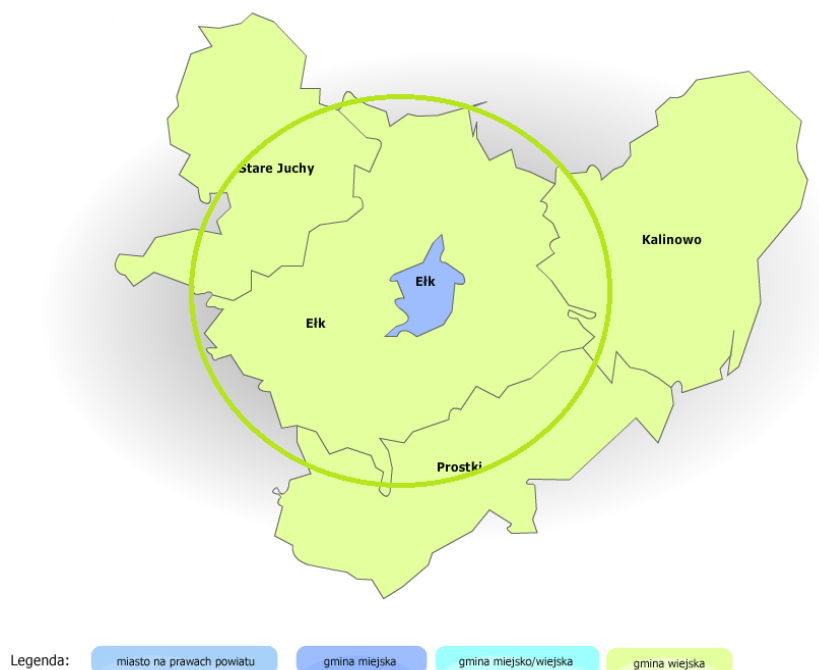 Stare Juchy
Kalinowo
Ełk
Ełk
Prostki
Legenda:
miasto na prawach powiatu
gmina miejska
gmina miejsko/wiejska
gmina wiejska